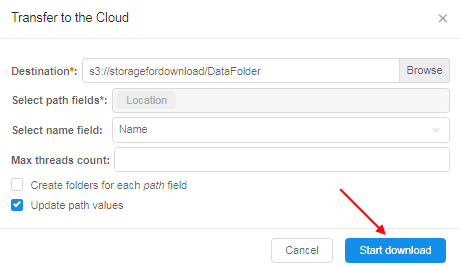 Transfer to the Cloud
Destination*: s3://storagefordownload/DataFolder Browse
Select path fields*: Location
Select name field: Name
Max threads count:
Create folders for each path field
Update path values
Cancel Start download